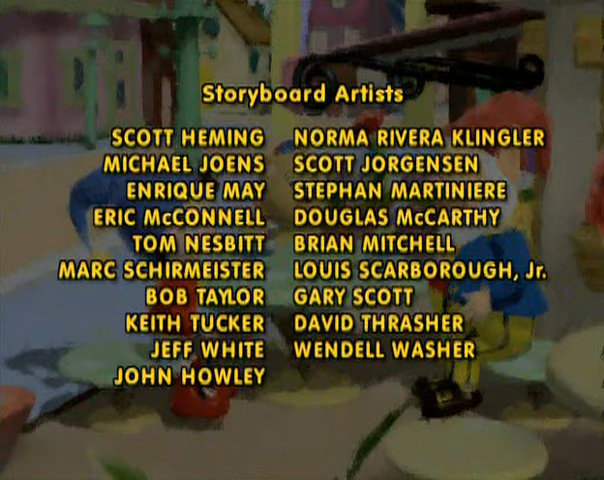 Storyboard Artists
SCOTT HEMING NORMA RIVERA KLINGLER
MICHAEL JOENS SCOTT JORGENSEN
ENRIQUE MAY STEPHAN MARTINIERE
ERIC McCONNELL DOUGLAS McCARTHY
TOM NESBITT BRIAN MITCHELL
MARC SCHIRMEISTER LOUIS SCARBOROUGH, Jr.
BOB TAYLOR GARY SCOTT
KEITH TUCKER DAVID THRASHER
JEFF WHITE WENDELL WASHER
JOHN HOWLEY